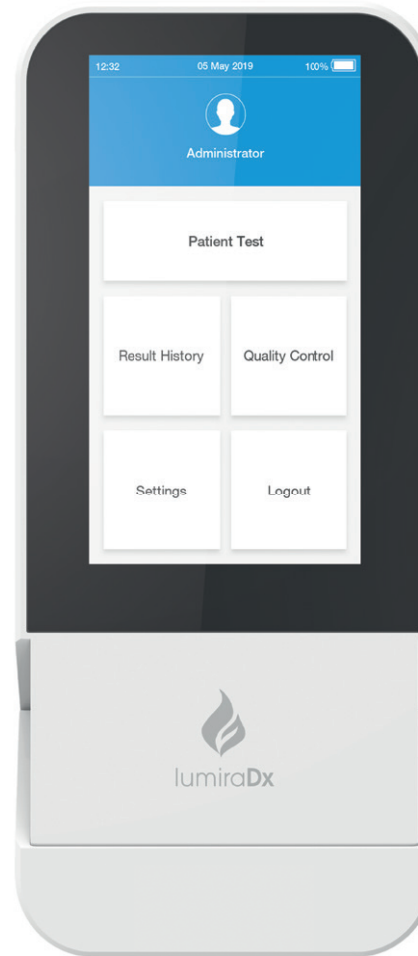 12:32 05 May 2019 100%
Administrator
Patient Test
Result History Quality Control
Settings Logout
lumiraDx